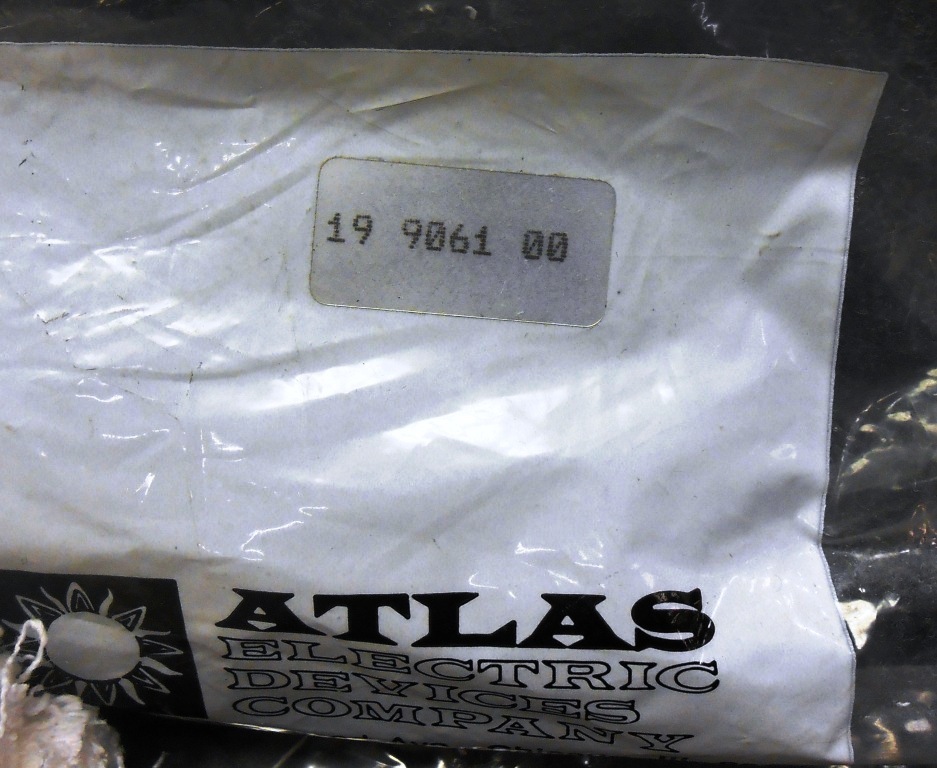 19 9061 00
ATLAS
ELECTRIC
DEVICES
COMPANY